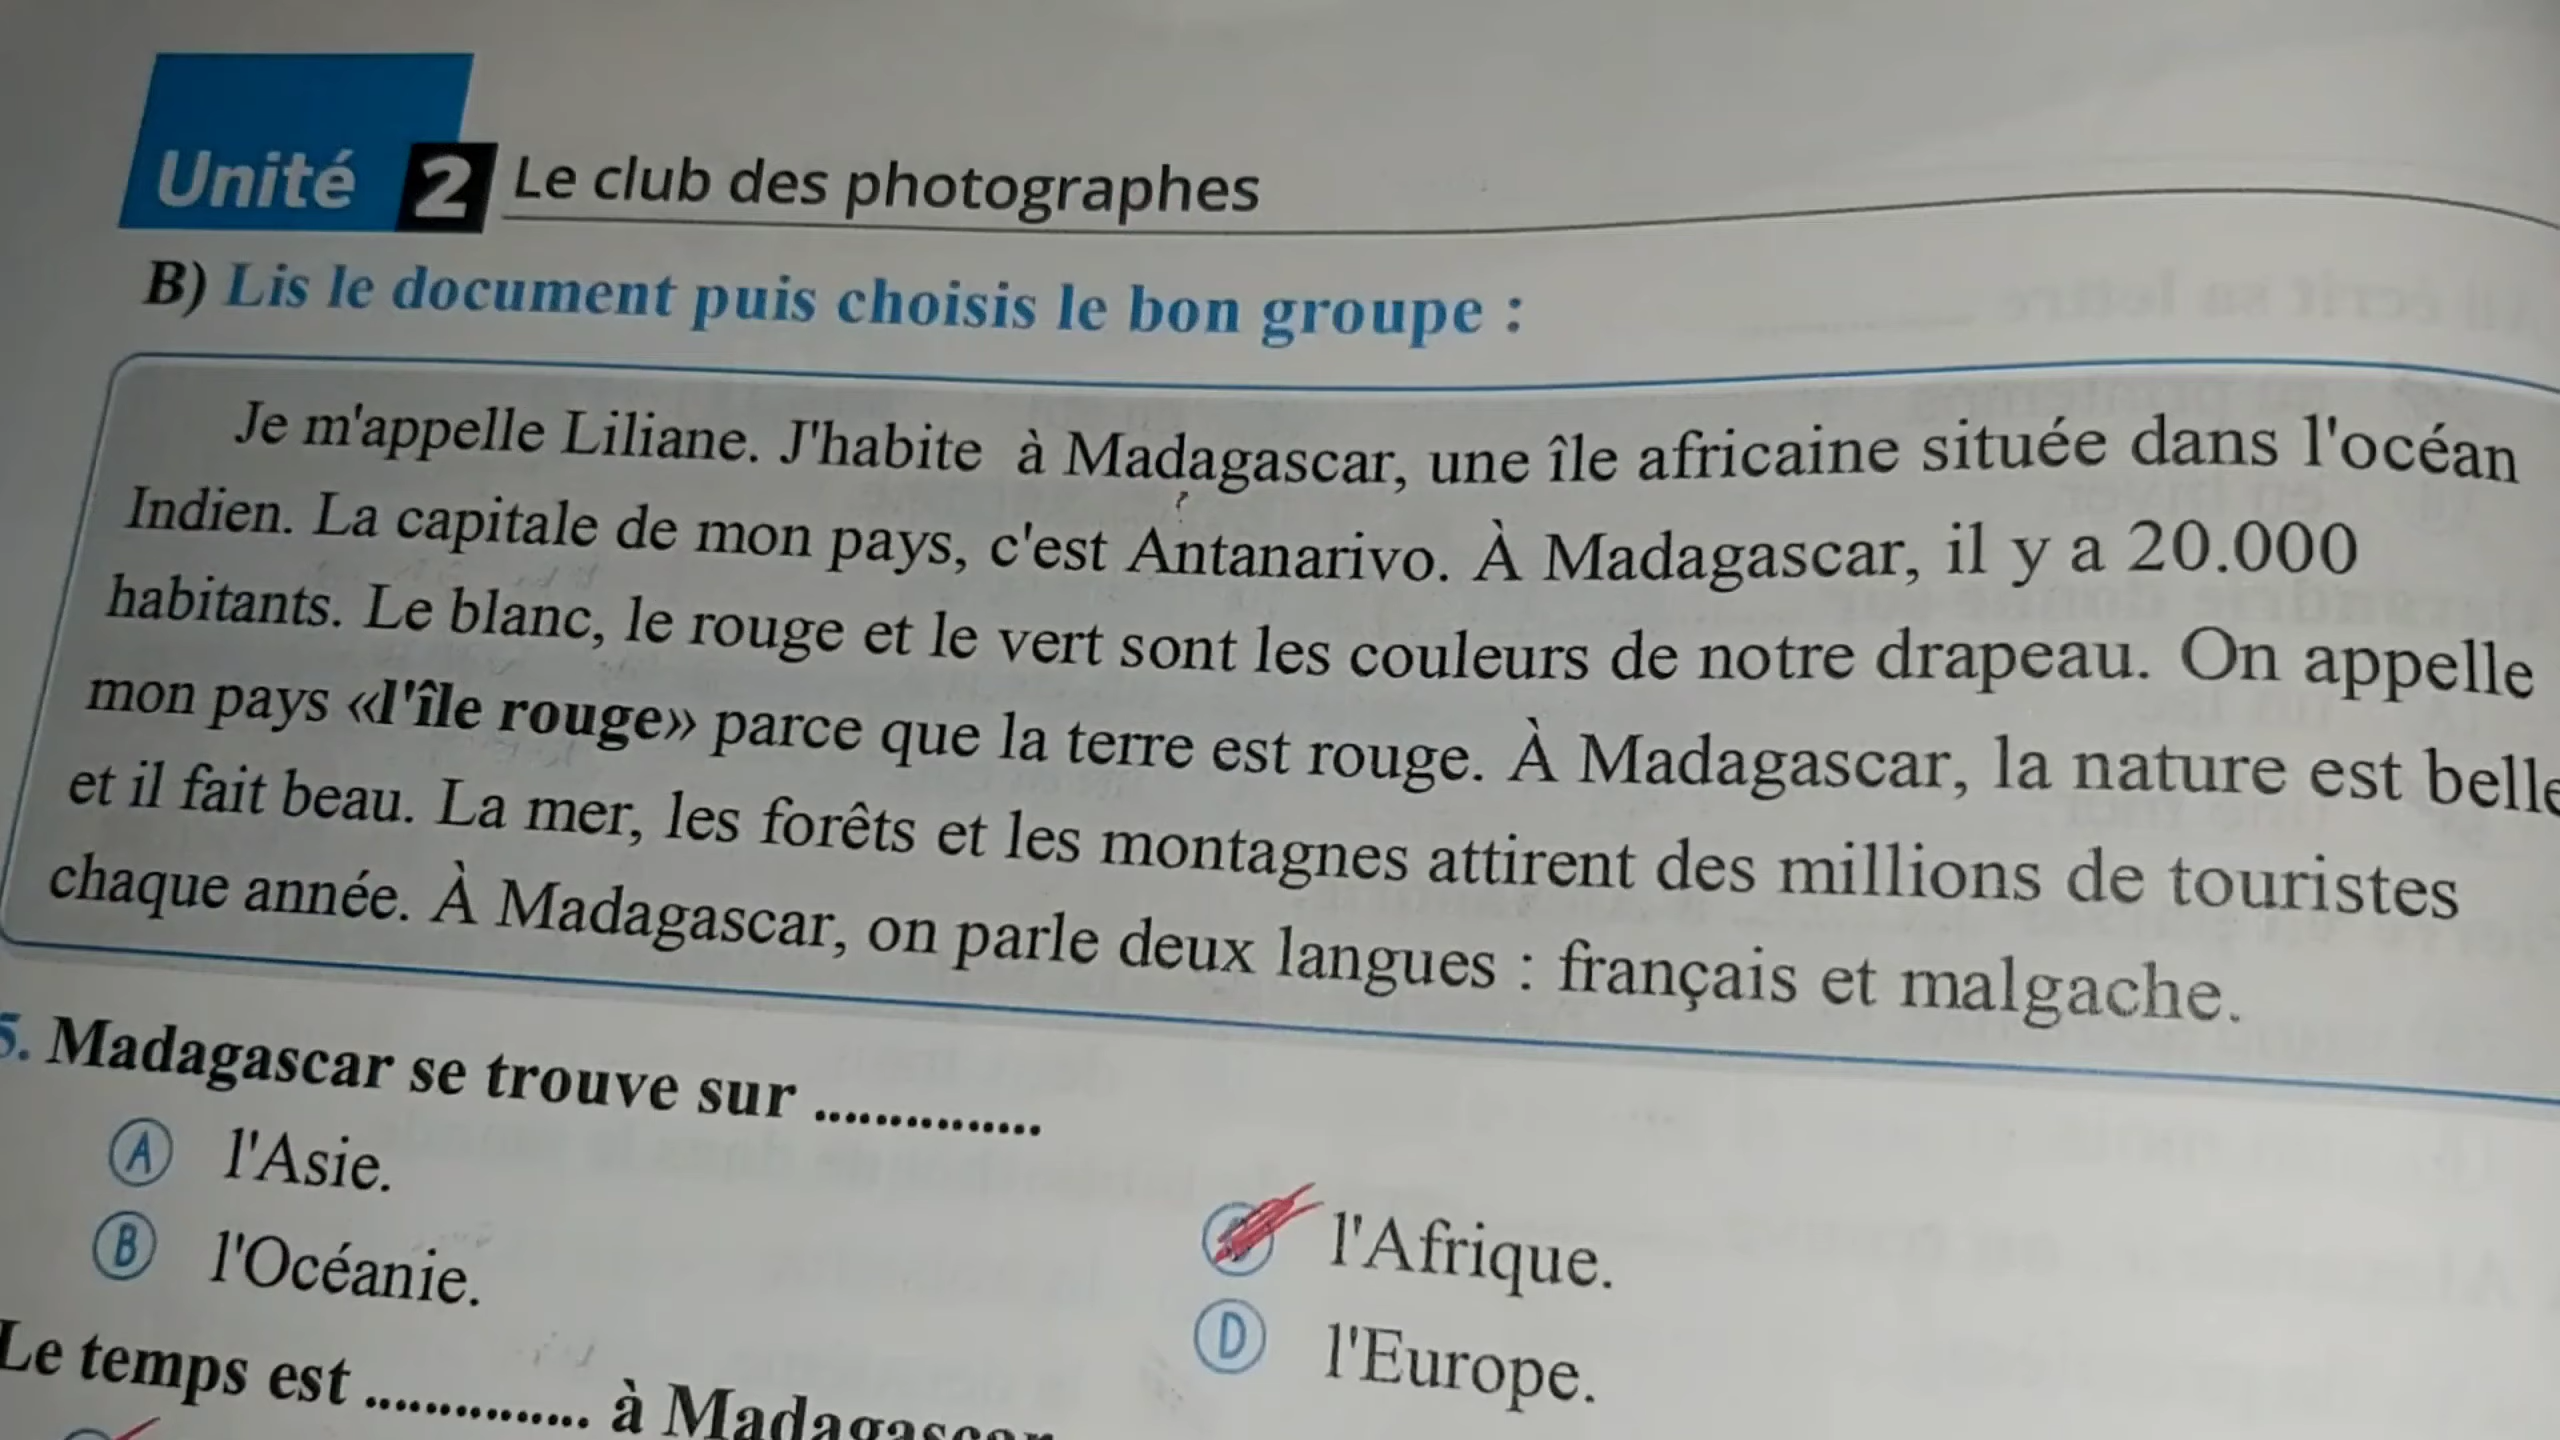 Unité 2 Le club des photographes
B) Lis le document puis choisis le bon groupe :
Je m'appelle Liliane. J'habite à Madagascar, une île africaine située dans l'océan
Indien. La capitale de mon pays, c'est Antanarivo. À Madagascar, il y a 20.000
habitants. Le blanc, le rouge et le vert sont les couleurs de notre drapeau. On appelle
mon pays «l'île rouge» parce que la terre est rouge. À Madagascar, la nature est belle
et il fait beau. La mer, les forêts et les montagnes attirent des millions de touristes
chaque année. À Madagascar, on parle deux langues : français et malgache.
5. Madagascar se trouve sur ...............
A l'Asie.
B l'Océanie.
l'Afrique.
D l'Europe.
Le temps est ............... à Madagascar